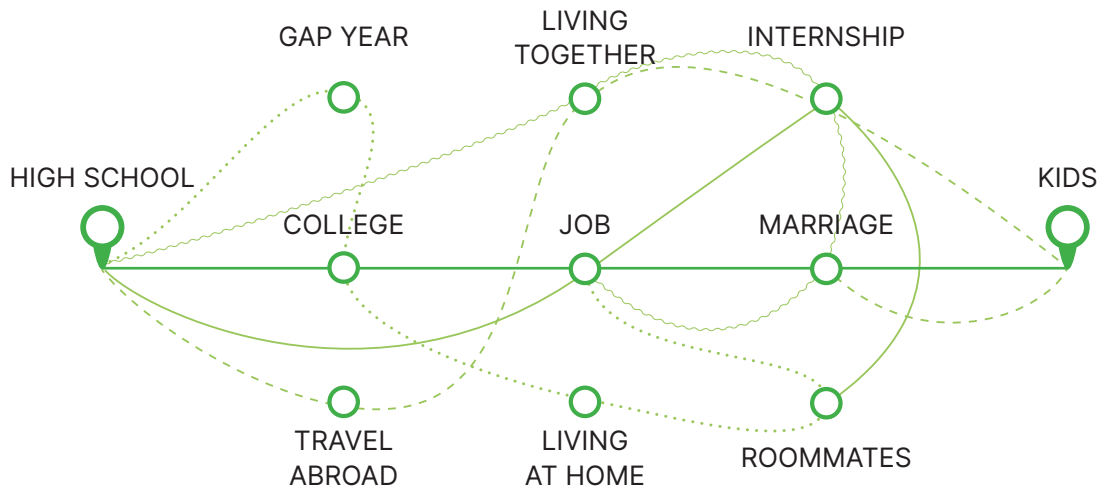 GAP YEAR
LIVING
TOGETHER
INTERNSHIP
HIGH SCHOOL
KIDS
COLLEGE
JOB
MARRIAGE
TRAVEL
ABROAD
LIVING
AT HOME
ROOMMATES